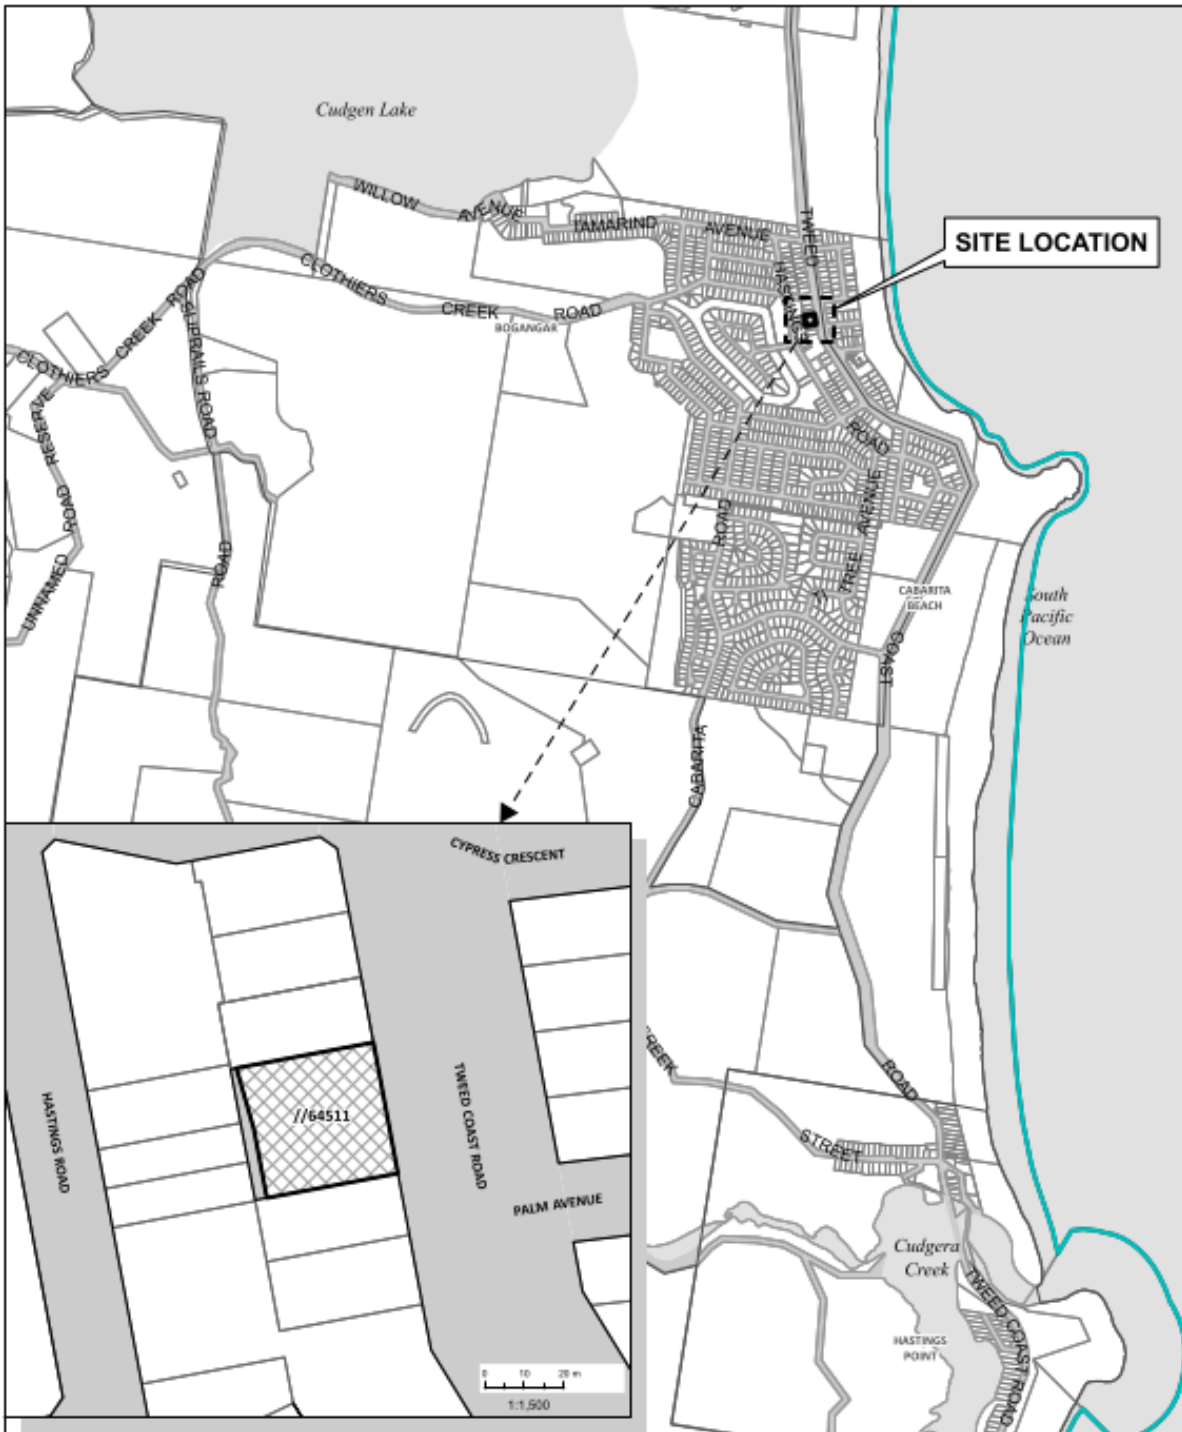 Cudgen Lake
WILLOW
AVENUE
TAMARIND
AVENUE
TWEED
SITE LOCATION
HASTINGS
CLOTHIERS
CREEK
ROAD
BOGANGAR
CLOTHIERS
CREEK
ROAD
SLIPRAILS ROAD
RESERVE
ROAD
UNNAMED
ROAD
ROAD
ROAD
AVENUE
TREE
CABARITA
BEACH
South
Pacific
Ocean
COAST
CABARITA
ROAD
CREEK
STREET
Cudgera
Creek
TWEED COAST ROAD
HASTINGS
POINT
CYPRESS CRESCENT
//64511
HASTINGS ROAD
TWEED COAST ROAD
PALM AVENUE
0 10 20 m
1:1,500